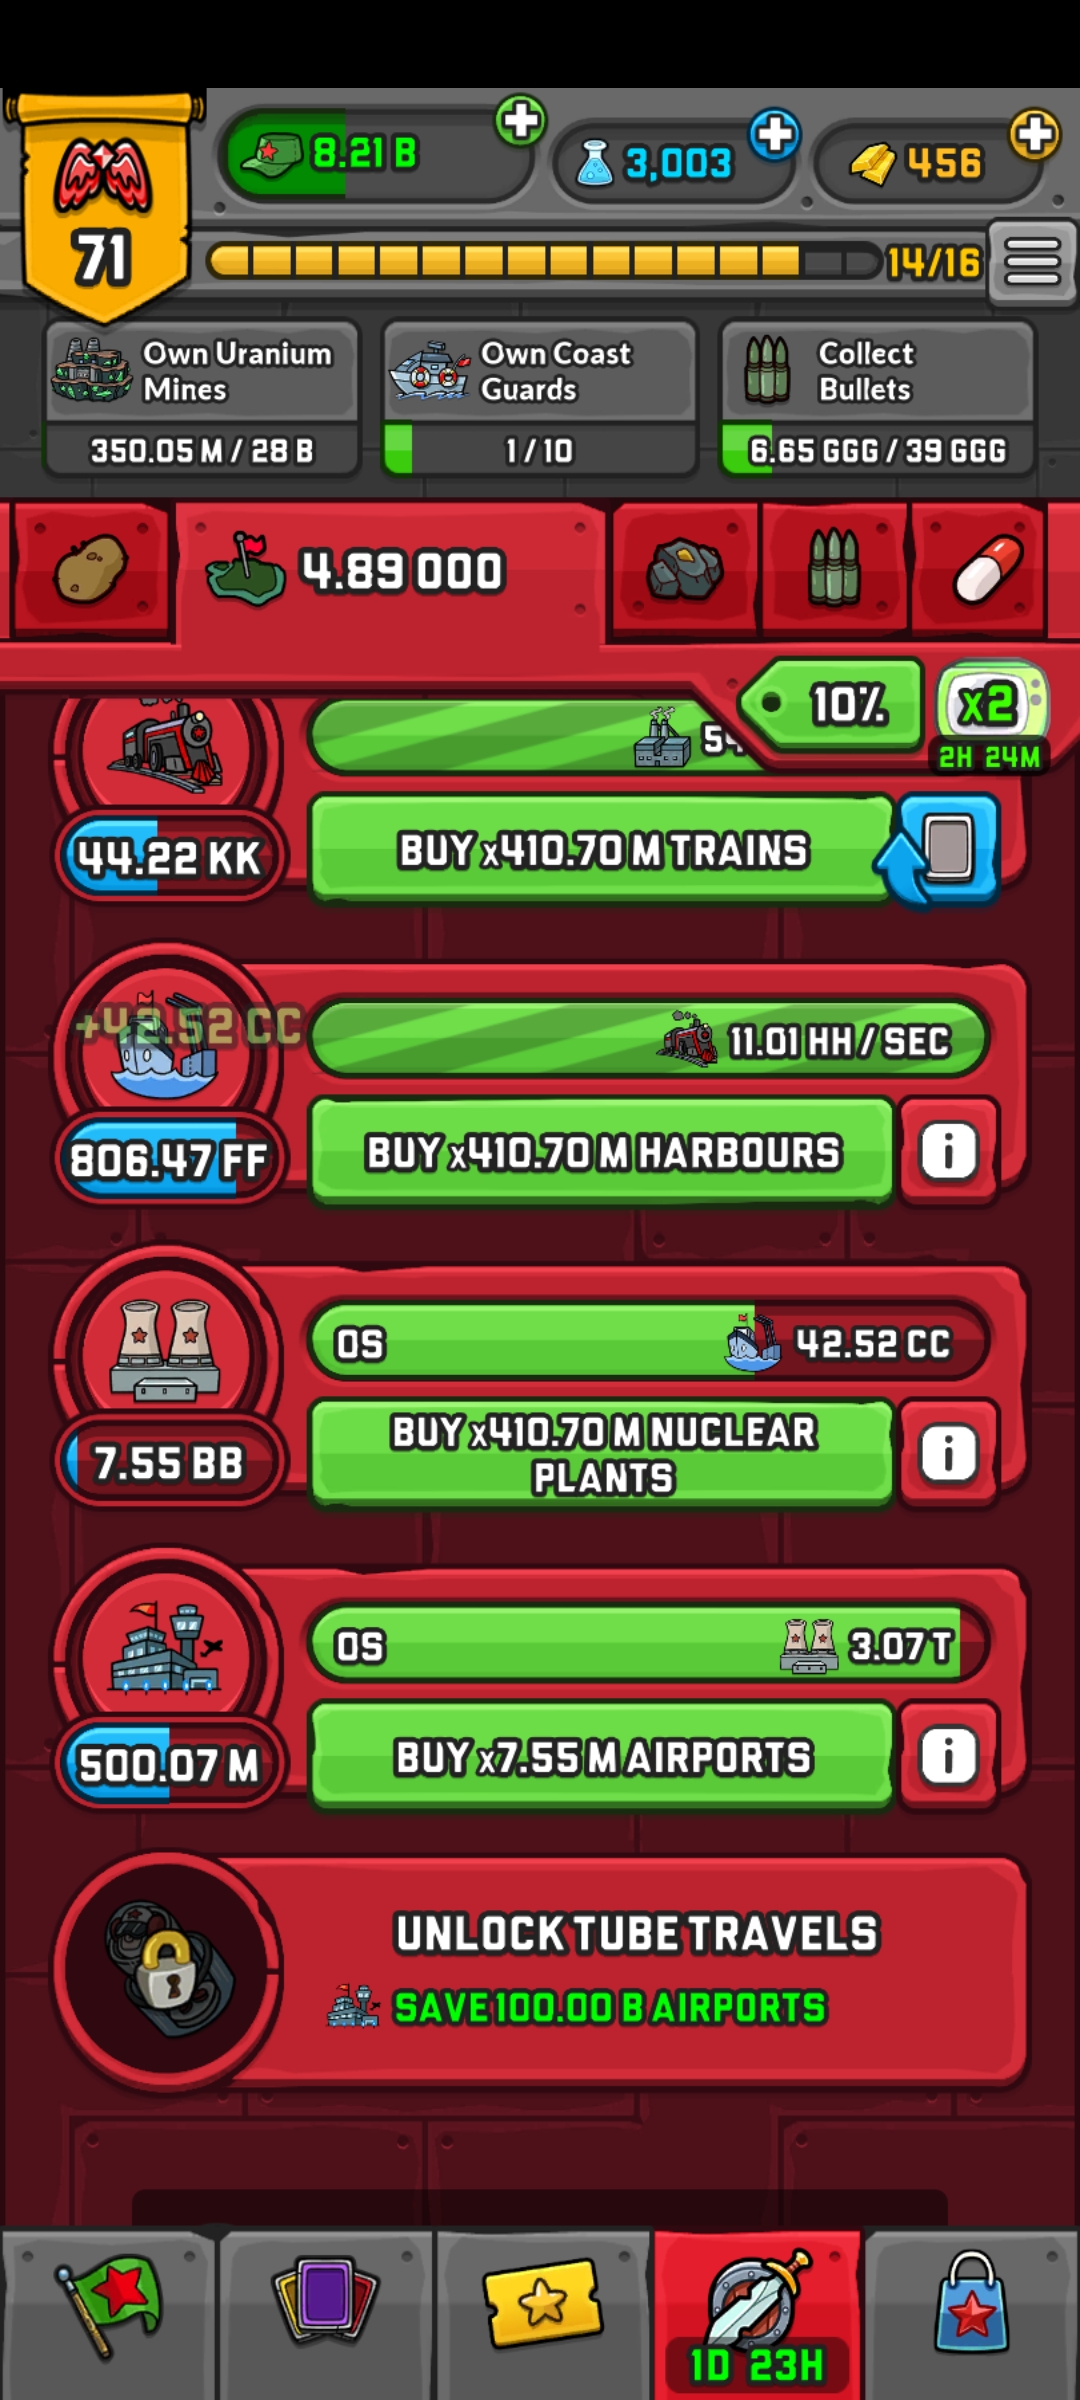 8.21 B
3,003
456
71
14/16
Own Uranium
Mines
350.05 M / 28 B
Own Coast
Guards
1 / 10
Collect
Bullets
6.65 GGG / 39 GGG
4.89 OOO
10%
x2
2H 24M
44.22 KK
BUY x410.70 M TRAINS
+42.52 CC
11.01 HH / SEC
806.47 FF
BUY x410.70 M HARBOURS
0S
42.52 CC
7.55 BB
BUY x410.70 M NUCLEAR
PLANTS
0S
3.07 T
500.07 M
BUY x7.55 M AIRPORTS
UNLOCK TUBE TRAVELS
SAVE 100.00 B AIRPORTS
1D 23H